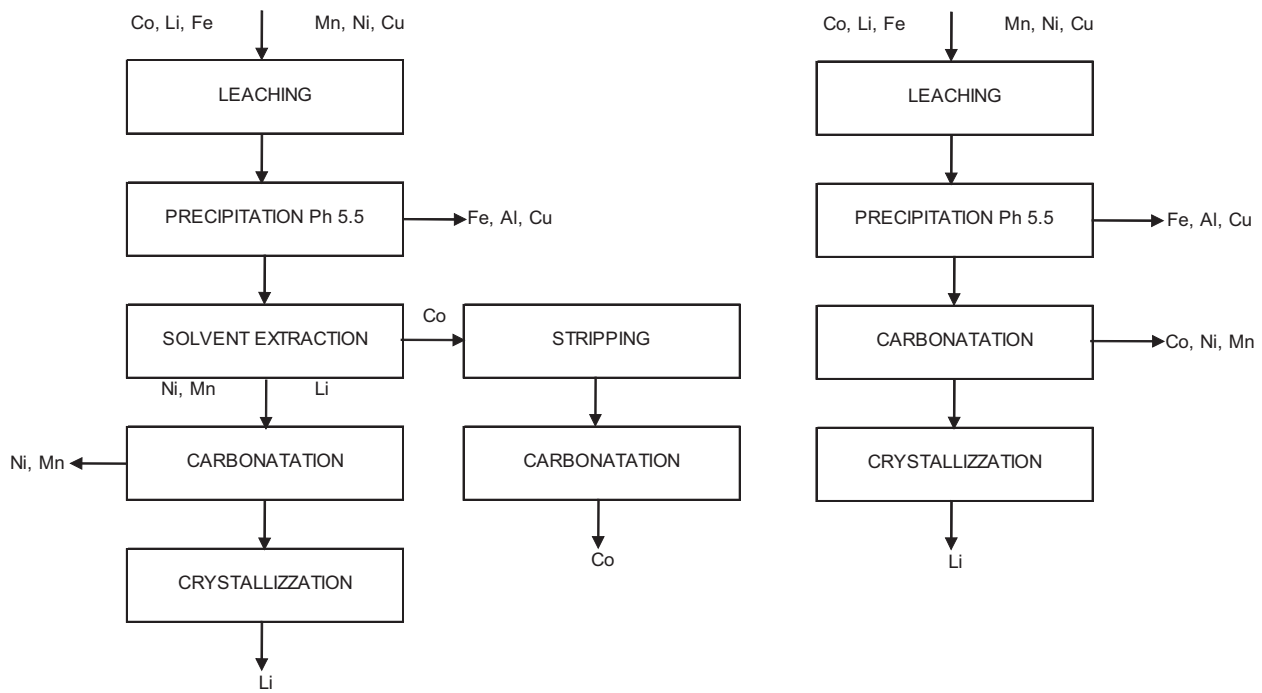 Co, Li, Fe
Mn, Ni, Cu
LEACHING
PRECIPITATION Ph 5.5
Fe, Al, Cu
SOLVENT EXTRACTION
Co
STRIPPING
Ni, Mn
Li
CARBONATATION
Ni, Mn
CARBONATATION
Co
CRYSTALLIZZATION
Li
Co, Li, Fe
Mn, Ni, Cu
LEACHING
PRECIPITATION Ph 5.5
Fe, Al, Cu
CARBONATATION
Co, Ni, Mn
CRYSTALLIZZATION
Li